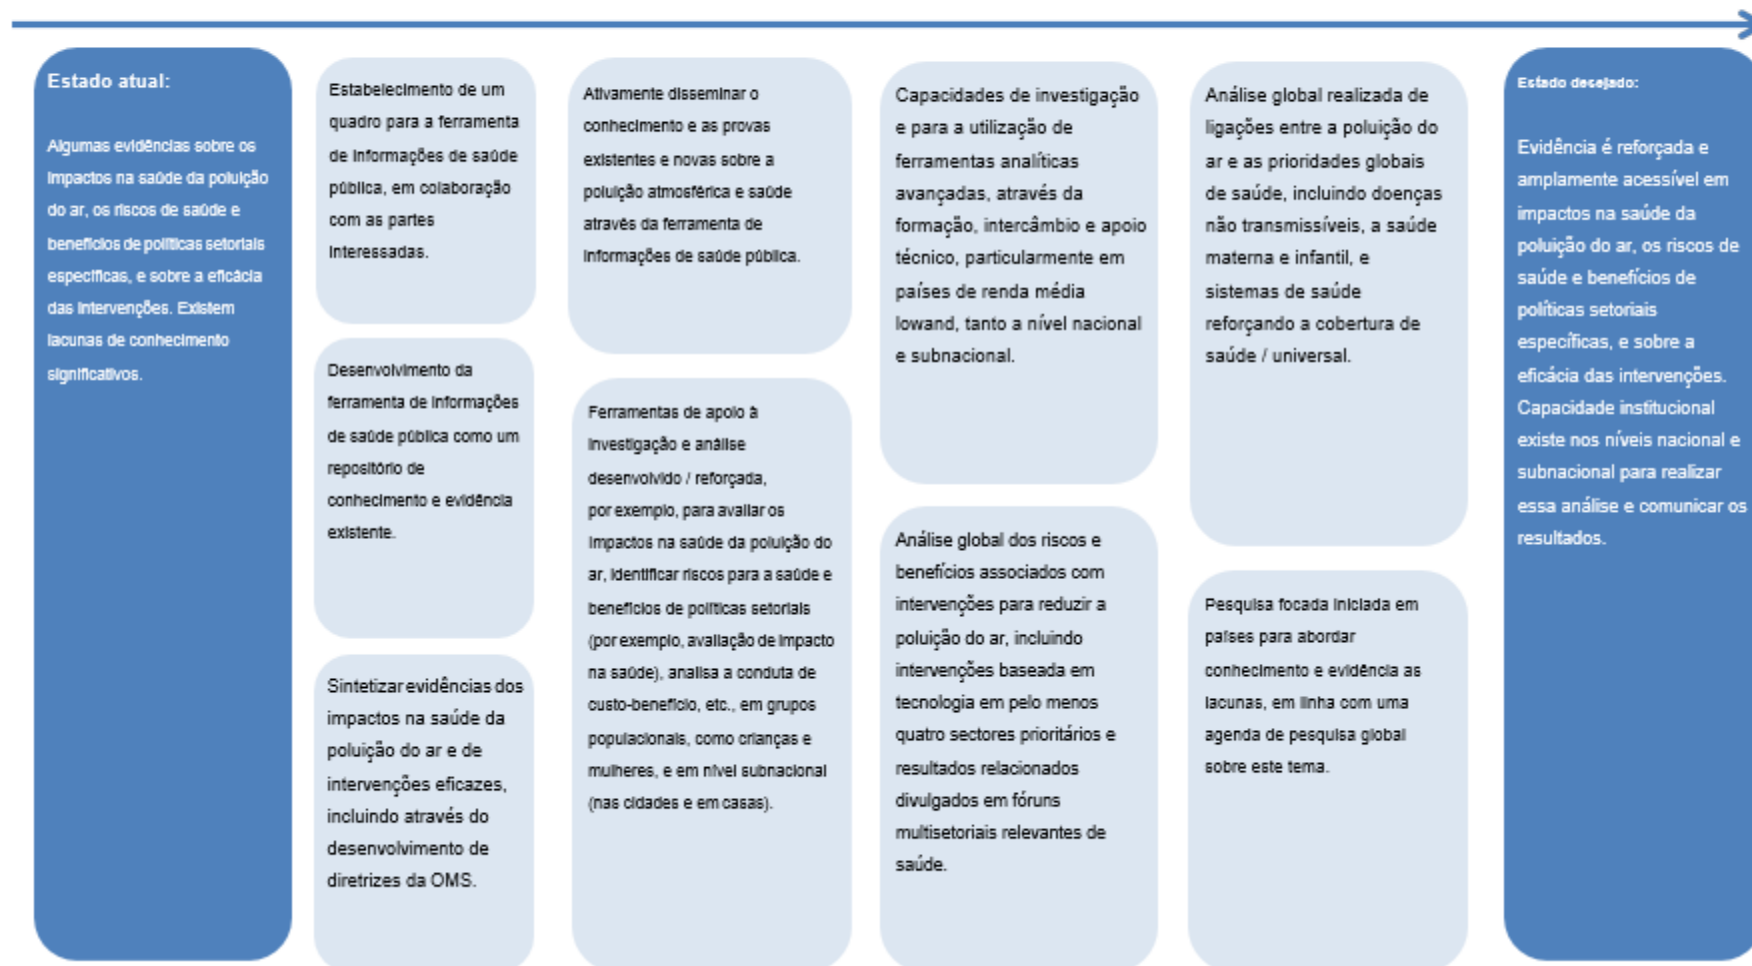 Estado atual:
Algumas evidências sobre os
impactos na saúde da poluição
do ar, os riscos de saúde e
benefícios de políticas setoriais
específicas, e sobre a eficácia
das intervenções. Existem
lacunas de conhecimento
significativos.
Estabelecimento de um
quadro para a ferramenta
de informações de saúde
pública, em colaboração
com as partes
interessadas.
Desenvolvimento da
ferramenta de informações
de saúde pública como um
repositório de
conhecimento e evidência
existente.
Sintetizar evidências dos
impactos na saúde da
poluição do ar e de
intervenções eficazes,
incluindo através do
desenvolvimento de
diretrizes da OMS.
Ativamente disseminar o
conhecimento e as provas
existentes e novas sobre a
poluição atmosférica e saúde
através da ferramenta de
informações de saúde pública.
Ferramentas de apoio à
investigação e análise
desenvolvido / reforçada,
por exemplo, para avaliar os
impactos na saúde da poluição do
ar, identificar riscos para a saúde e
benefícios de políticas setoriais
(por exemplo, avaliação de impacto
na saúde), analisa a conduta de
custo-benefício, etc., em grupos
populacionais, como crianças e
mulheres, e em nível subnacional
(nas cidades e em casas).
Capacidades de investigação
e para a utilização de
ferramentas analíticas
avançadas, através da
formação, intercâmbio e apoio
técnico, particularmente em
países de renda média
lowand, tanto a nível nacional
e subnacional.
Análise global dos riscos e
benefícios associados com
intervenções para reduzir a
poluição do ar, incluindo
intervenções baseada em
tecnologia em pelo menos
quatro sectores prioritários e
resultados relacionados
divulgados em fóruns
multisetoriais relevantes de
saúde.
Análise global realizada de
ligações entre a poluição do
ar e as prioridades globais
de saúde, incluindo doenças
não transmissíveis, a saúde
materna e infantil, e
sistemas de saúde
reforçando a cobertura de
saúde / universal.
Pesquisa focada iniciada em
países para abordar
conhecimento e evidência as
lacunas, em linha com uma
agenda de pesquisa global
sobre este tema.
Estado desejado:
Evidência é reforçada e
amplamente acessível em
impactos na saúde da
poluição do ar, os riscos de
saúde e benefícios de
políticas setoriais
específicas, e sobre a
eficácia das intervenções.
Capacidade institucional
existe nos níveis nacional e
subnacional para realizar
essa análise e comunicar os
resultados.